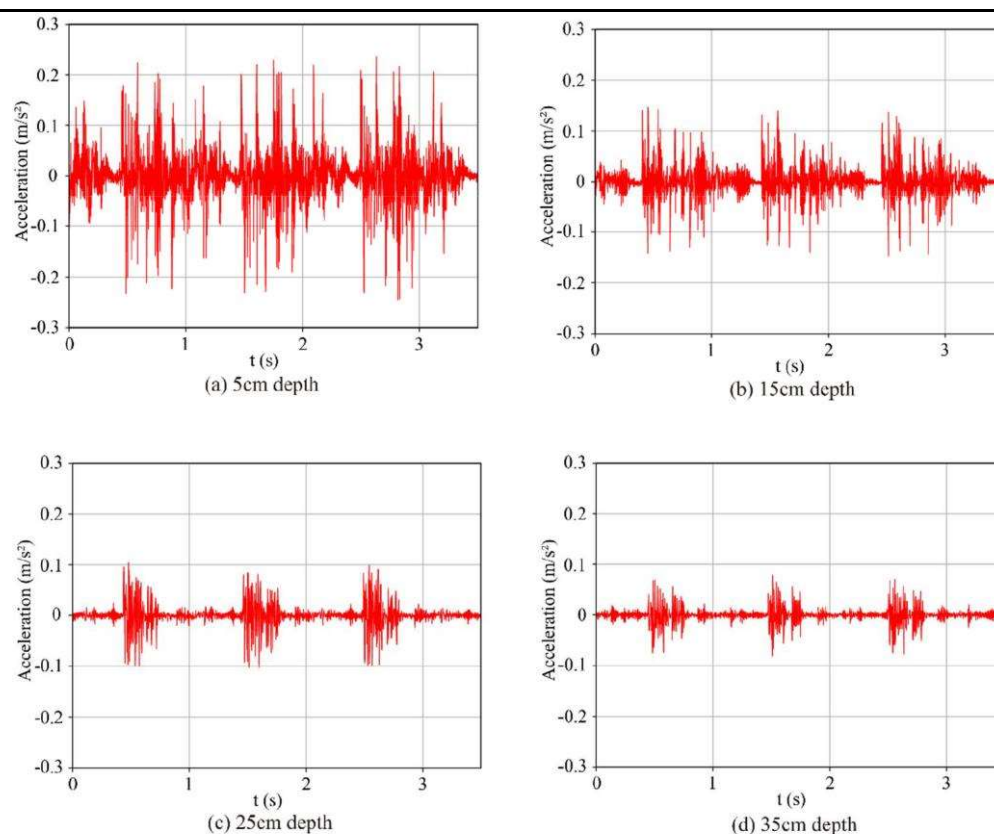 Acceleration (m/s²)
0.3
0.2
0.1
0
-0.1
-0.2
-0.3
0 1 2 3
t (s)
(a) 5cm depth
Acceleration (m/s²)
0.3
0.2
0.1
0
-0.1
-0.2
-0.3
0 1 2 3
t (s)
(b) 15cm depth
Acceleration (m/s²)
0.3
0.2
0.1
0
-0.1
-0.2
-0.3
0 1 2 3
t (s)
(c) 25cm depth
Acceleration (m/s²)
0.3
0.2
0.1
0
-0.1
-0.2
-0.3
0 1 2 3
t (s)
(d) 35cm depth